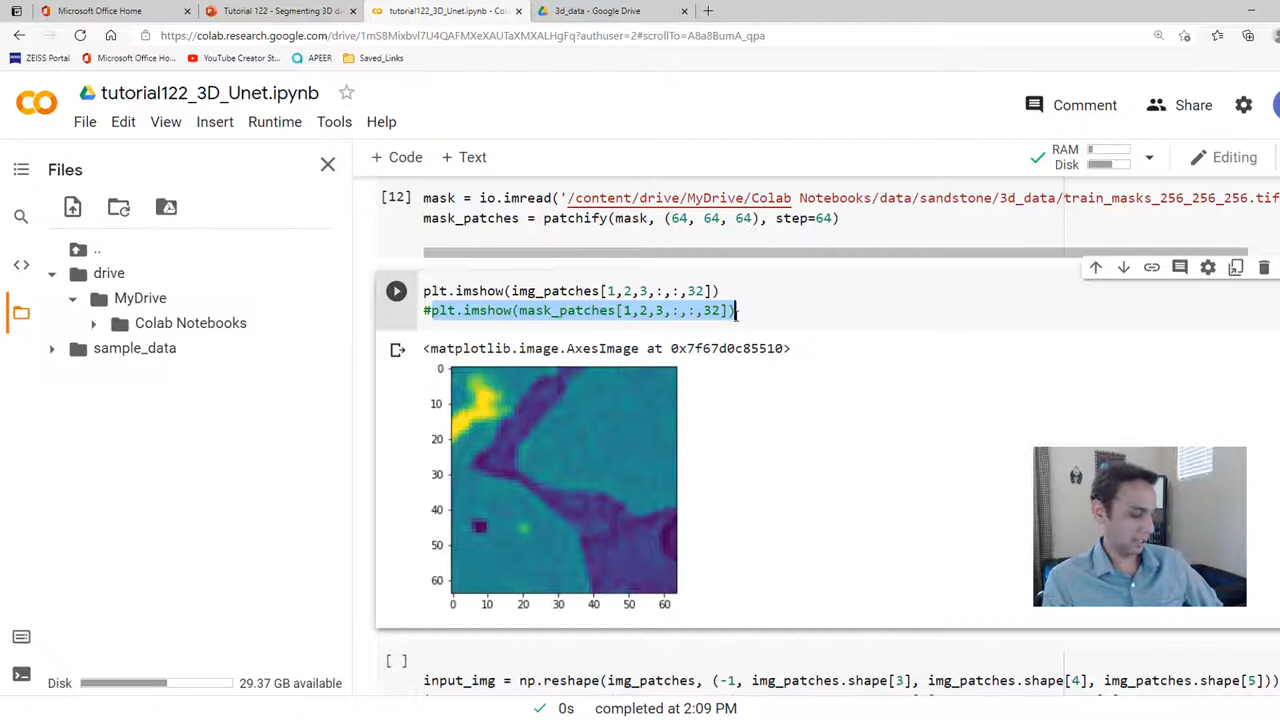 Microsoft Office Home
Tutorial 122 - Segmenting 3D da
tutorial122_3D_Unet.ipynb - Co
3d_data - Google Drive
https://colab.research.google.com/drive/1mS8Mixbvl7U4QAFMXeXAUTaXMXALHgFq?authuser=2#scrollTo=A8a8BumA_qpa
ZEISS Portal
Microsoft Office Ho...
YouTube Creator St...
APEER
Saved_Links
tutorial122_3D_Unet.ipynb
Comment
Share
File Edit View Insert Runtime Tools Help
Files
+ Code + Text
RAM
Disk
Editing
..
drive
MyDrive
Colab Notebooks
sample_data
[12] mask = io.imread('/content/drive/MyDrive/Colab Notebooks/data/sandstone/3d_data/train_masks_256_256_256.tif
mask_patches = patchify(mask, (64, 64, 64), step=64)
plt.imshow(img_patches[1,2,3,:,:,32])
#plt.imshow(mask_patches[1,2,3,:,:,32])
<matplotlib.image.AxesImage at 0x7f67d0c85510>
0
10
20
30
40
50
60
0 10 20 30 40 50 60
[ ]
input_img = np.reshape(img_patches, (-1, img_patches.shape[3], img_patches.shape[4], img_patches.shape[5]))
Disk 29.37 GB available
0s completed at 2:09 PM